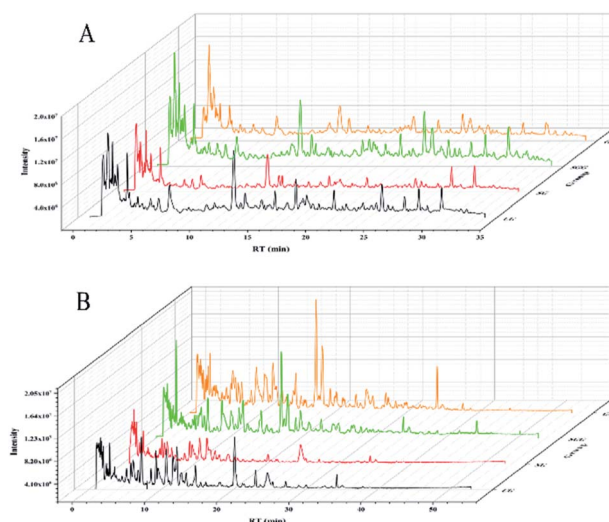 A
2.0x10⁷
1.6x10⁷
1.2x10⁷
8.0x10⁶
4.0x10⁶
Intensity
0 5 10 15 20 25 30 35
RT (min)
B
2.05x10⁷
1.64x10⁷
1.23x10⁷
8.20x10⁶
4.10x10⁶
Intensity
0 10 20 30 40 50
RT (min)